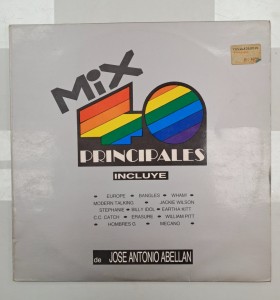 MiX
40
PRINCIPALES
INCLUYE
EUROPE BANGLES WHAM!
MODERN TALKING JACKIE WILSON
STEPHANIE BILLY IDOL EARTHA KITT
C.C. CATCH ERASURE WILLIAM PITT
HOMBRES G MECANO
de JOSE ANTONIO ABELLAN